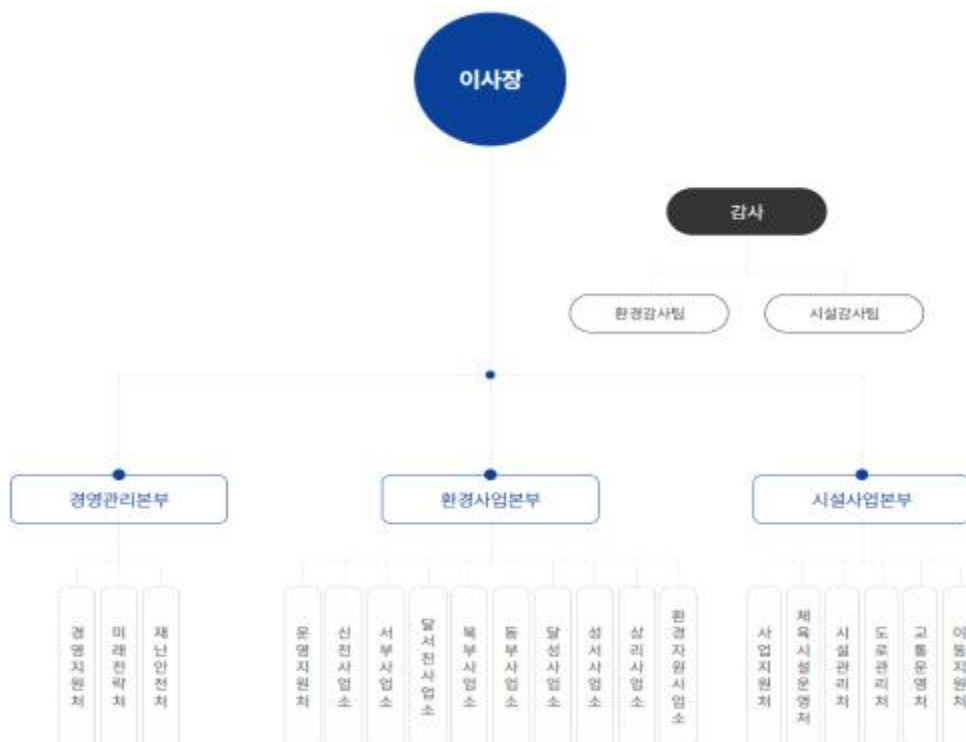 이사장
감사
환경감사팀
시설감사팀
경영관리본부
환경사업본부
시설사업본부
경영지원처
미래전략처
재난안전처
운영지원처
신천사업소
서부사업소
달서천사업소
북부사업소
동부사업소
달성사업소
성서사업소
상리사업소
환경자원사업소
사업지원처
체육시설운영처
시설관리처
도로관리처
교통운영처
이동지원처